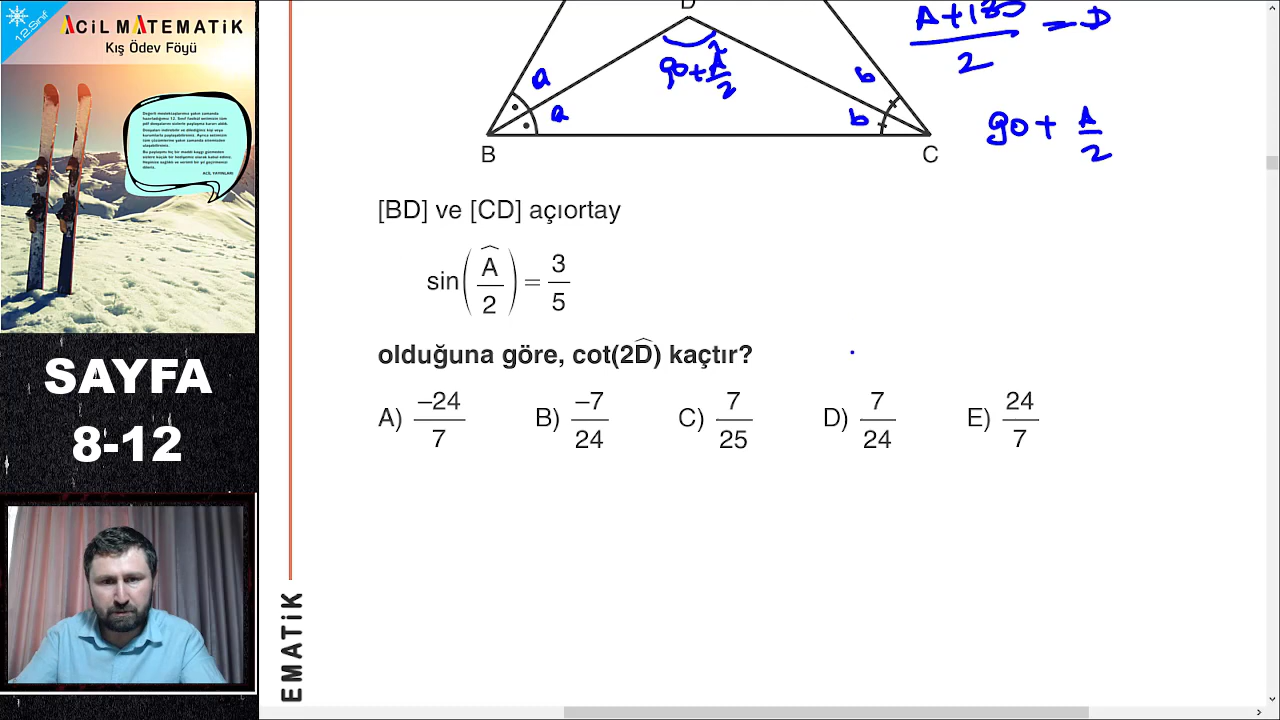 12.Sınıf
ACİL MATEMATİK
Kış Ödev Föyü
ACİL YAYINLARI
SAYFA
8-12
D
A+180 = D
2
90+ A
2
a
a
b
b
90+ A
2
B
C
[BD] ve [CD] açıortay
sin(A/2) = 3/5
olduğuna göre, cot(2D) kaçtır?
A) –24/7 B) –7/24 C) 7/25 D) 7/24 E) 24/7
EMATİK